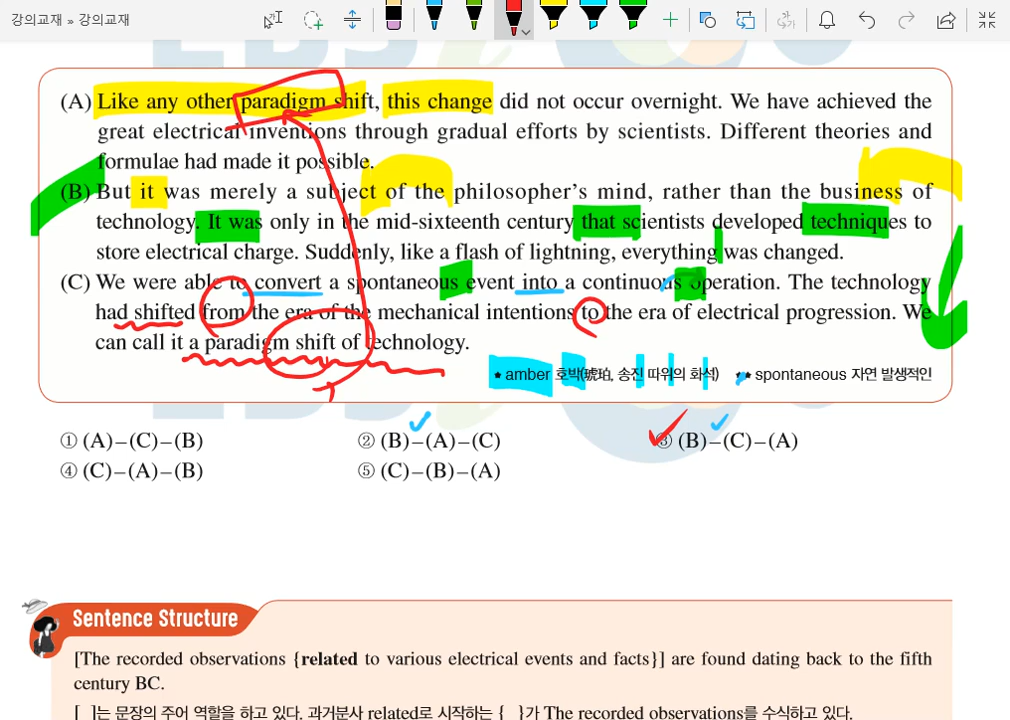 강의교재 » 강의교재
(A) Like any other paradigm shift, this change did not occur overnight. We have achieved the
great electrical inventions through gradual efforts by scientists. Different theories and
formulae had made it possible.
(B) But it was merely a subject of the philosopher's mind, rather than the business of
technology. It was only in the mid-sixteenth century that scientists developed techniques to
store electrical charge. Suddenly, like a flash of lightning, everything was changed.
(C) We were able to convert a spontaneous event into a continuous operation. The technology
had shifted from the era of the mechanical intentions to the era of electrical progression. We
can call it a paradigm shift of technology.
* amber 호박(琥珀, 송진 따위의 화석) ** spontaneous 자연 발생적인
① (A)–(C)–(B) ② (B)–(A)–(C) ③ (B)–(C)–(A)
④ (C)–(A)–(B) ⑤ (C)–(B)–(A)
Sentence Structure
[The recorded observations {related to various electrical events and facts}] are found dating back to the fifth
century BC.
[ ]는 문장의 주어 역할을 하고 있다. 과거분사 related로 시작하는 { }가 The recorded observations를 수식하고 있다.